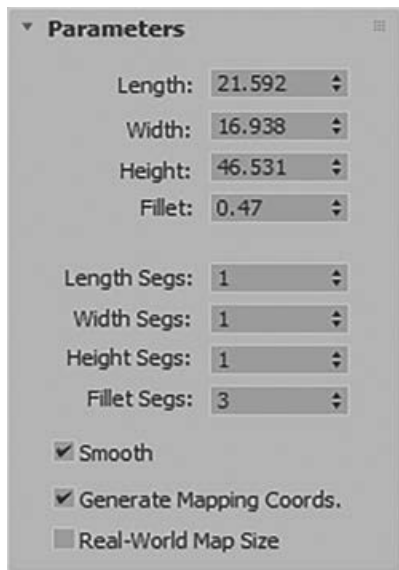 Parameters
Length: 21.592
Width: 16.938
Height: 46.531
Fillet: 0.47
Length Segs: 1
Width Segs: 1
Height Segs: 1
Fillet Segs: 3
Smooth
Generate Mapping Coords.
Real-World Map Size